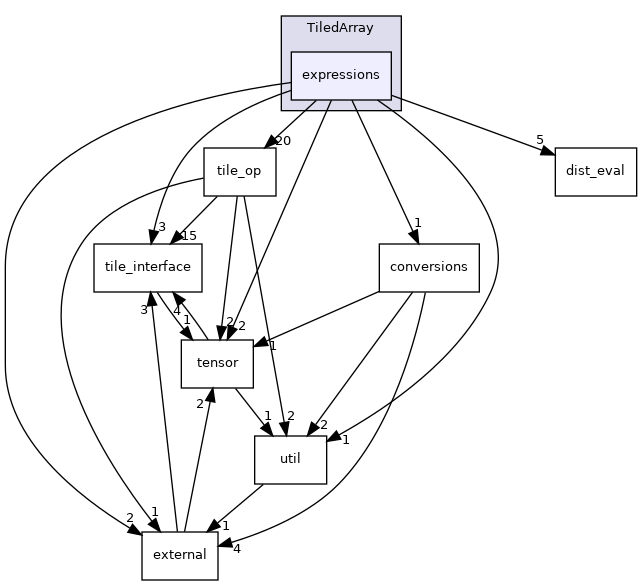 TiledArray
expressions
20
5
tile_op
dist_eval
3
15
1
tile_interface
conversions
3
4
1
2
2
1
tensor
2
1
2
2
1
util
2
1
1
4
external